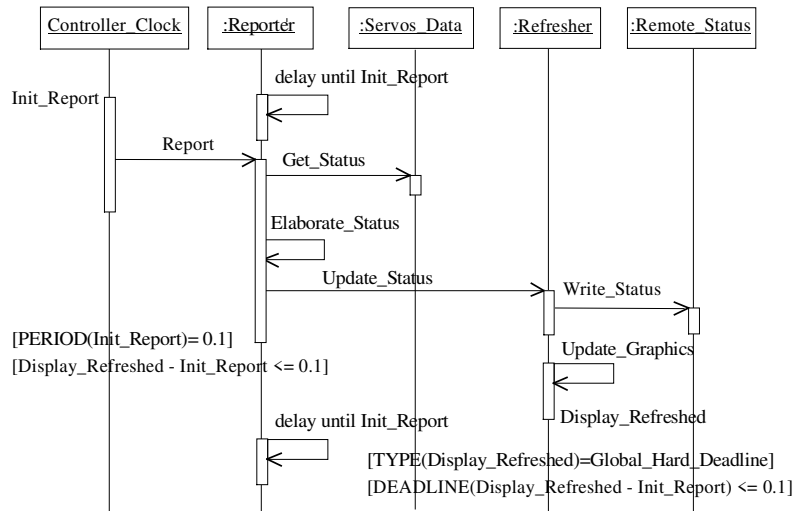 Controller_Clock :Reporter :Servos_Data :Refresher :Remote_Status
delay until Init_Report
Init_Report
Report
Get_Status
Elaborate_Status
Update_Status
Write_Status
[PERIOD(Init_Report)= 0.1]
Update_Graphics
[Display_Refreshed - Init_Report <= 0.1]
delay until Init_Report
Display_Refreshed
[TYPE(Display_Refreshed)=Global_Hard_Deadline]
[DEADLINE(Display_Refreshed - Init_Report) <= 0.1]